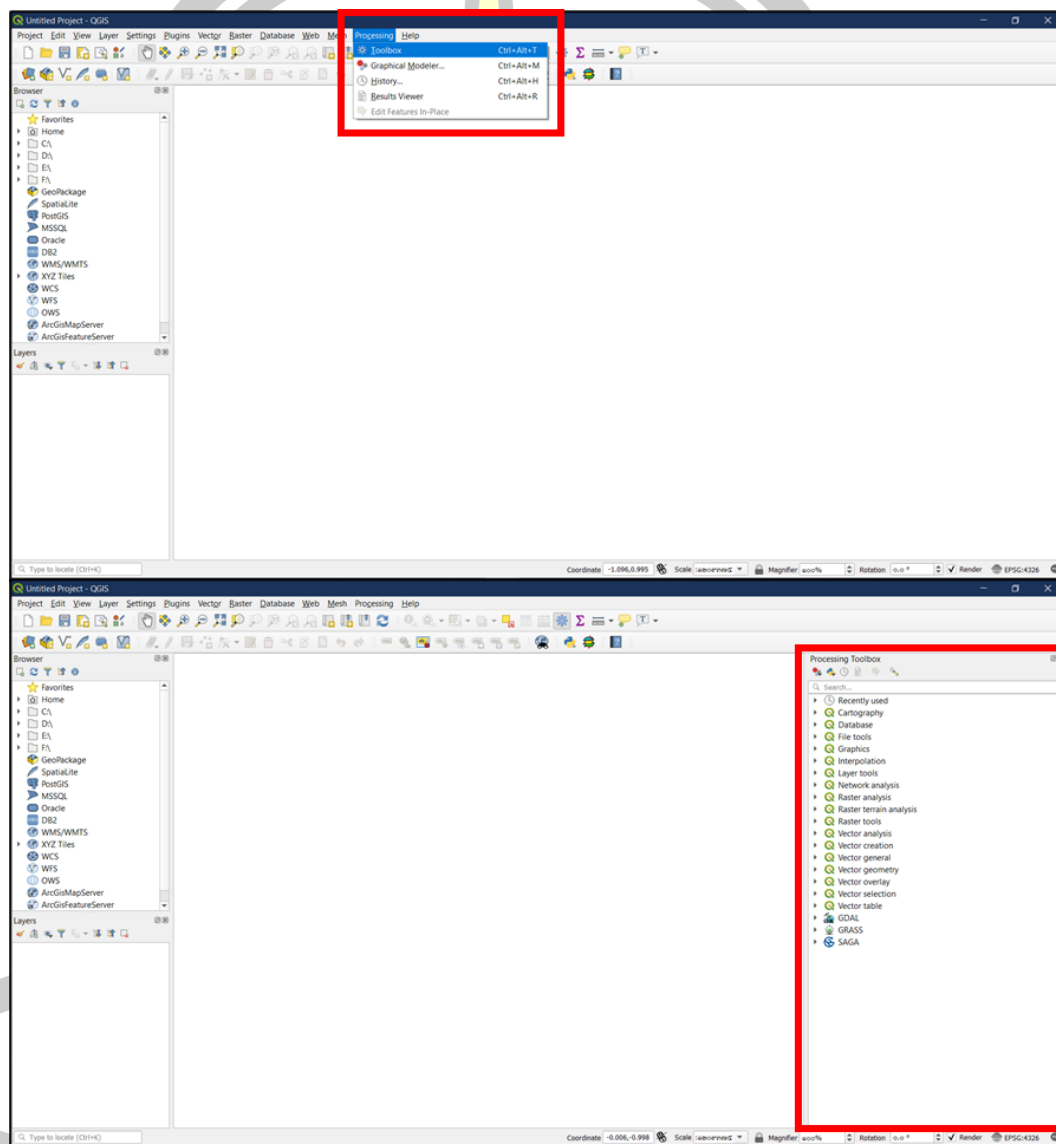 Untitled Project - QGIS
Project Edit View Layer Settings Plugins Vector Raster Database Web Mesh Processing Help
Toolbox Ctrl+Alt+T
Graphical Modeler... Ctrl+Alt+M
History... Ctrl+Alt+H
Results Viewer Ctrl+Alt+R
Edit Features In-Place
Browser
Favorites
Home
C:\
D:\
E:\
F:\
GeoPackage
SpatiaLite
PostGIS
MSSQL
Oracle
DB2
WMS/WMTS
XYZ Tiles
WCS
WFS
OWS
ArcGisMapServer
ArcGisFeatureServer
Layers
Type to locate (Ctrl+K) Coordinate -1.096,0.995 Scale Magnifier Rotation Render EPSG:4326
Untitled Project - QGIS
Project Edit View Layer Settings Plugins Vector Raster Database Web Mesh Processing Help
Browser
Favorites
Home
C:\
D:\
E:\
F:\
GeoPackage
SpatiaLite
PostGIS
MSSQL
Oracle
DB2
WMS/WMTS
XYZ Tiles
WCS
WFS
OWS
ArcGisMapServer
ArcGisFeatureServer
Layers
Processing Toolbox
Search...
Recently used
Cartography
Database
File tools
Graphics
Interpolation
Layer tools
Network analysis
Raster analysis
Raster terrain analysis
Raster tools
Vector analysis
Vector creation
Vector general
Vector geometry
Vector overlay
Vector selection
Vector table
GDAL
GRASS
SAGA
Type to locate (Ctrl+K) Coordinate -0.006,-0.998 Scale Magnifier Rotation Render EPSG:4326